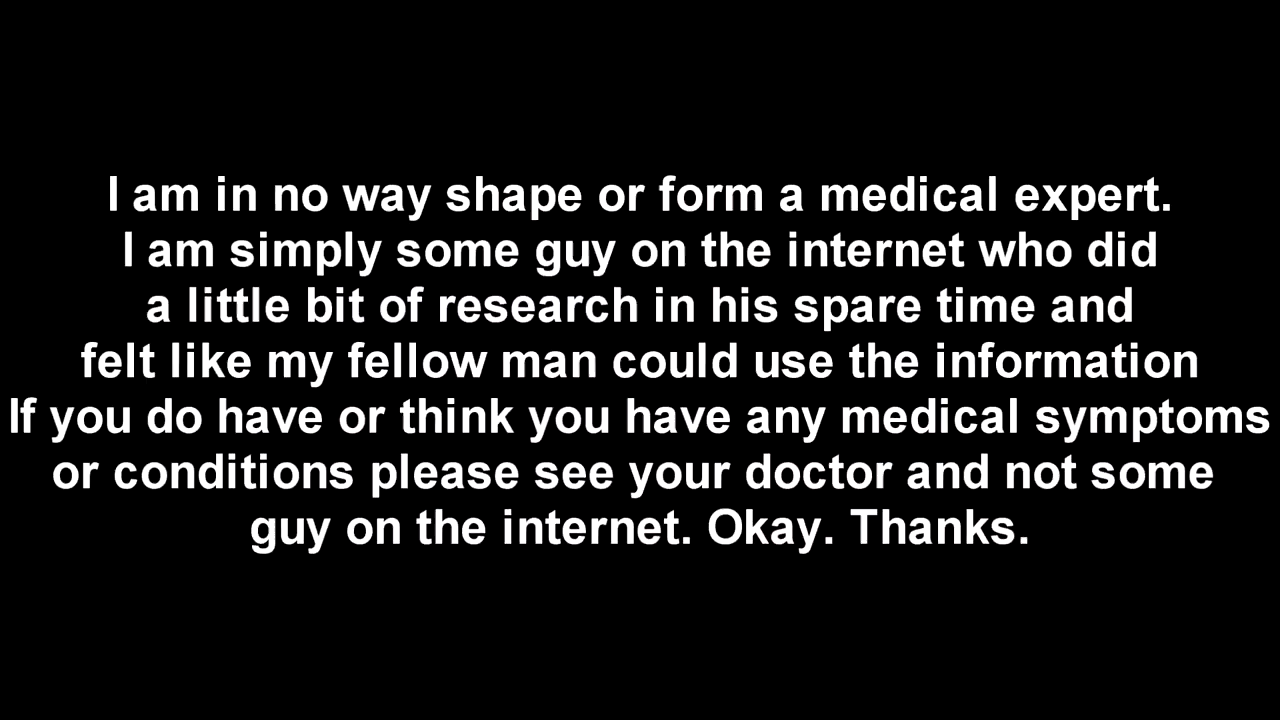 I am in no way shape or form a medical expert.
I am simply some guy on the internet who did
a little bit of research in his spare time and
felt like my fellow man could use the information
If you do have or think you have any medical symptoms
or conditions please see your doctor and not some
guy on the internet. Okay. Thanks.